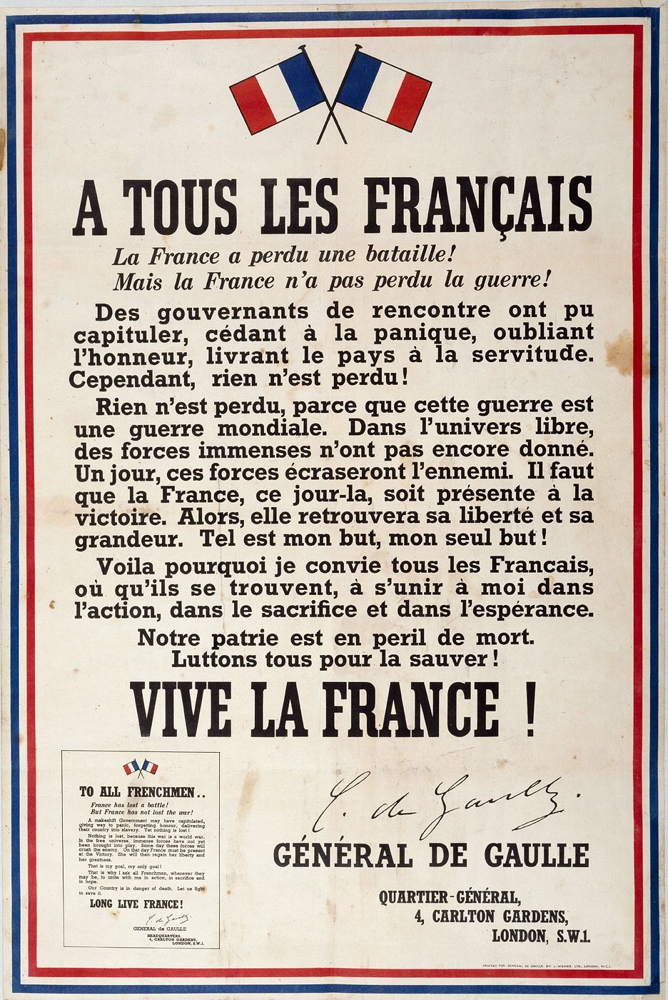 A TOUS LES FRANÇAIS
La France a perdu une bataille!
Mais la France n'a pas perdu la guerre!
Des gouvernants de rencontre ont pu
capituler, cédant à la panique, oubliant
l'honneur, livrant le pays à la servitude.
Cependant, rien n'est perdu!
Rien n'est perdu, parce que cette guerre est
une guerre mondiale. Dans l'univers libre,
des forces immenses n'ont pas encore donné.
Un jour, ces forces écraseront l'ennemi. Il faut
que la France, ce jour-la, soit présente à la
victoire. Alors, elle retrouvera sa liberté et sa
grandeur. Tel est mon but, mon seul but!
Voila pourquoi je convie tous les Francais,
où qu'ils se trouvent, à s'unir à moi dans
l'action, dans le sacrifice et dans l'espérance.
Notre patrie est en peril de mort.
Luttons tous pour la sauver!
VIVE LA FRANCE !
TO ALL FRENCHMEN..
France has lost a battle!
But France has not lost the war!
A makeshift Government may have capitulated,
giving way to panic, forgetting honour, delivering
their country into slavery. Yet nothing is lost!
Nothing is lost, because this war is a world war.
In the free universe, immense forces have not yet
been brought into play. Some day these forces will
crush the enemy. On that day France must be present
at the Victory. She will then regain her liberty and
her greatness.
That is my goal, my only goal!
That is why I ask all Frenchmen, wherever they
may be, to unite with me in action, in sacrifice and
in hope.
Our Country is in danger of death. Let us fight
to save it.
LONG LIVE FRANCE!
C. de Gaulle.
GENERAL de GAULLE
HEADQUARTERS,
4, CARLTON GARDENS,
LONDON, S.W.1.
C. de Gaulle.
GÉNÉRAL DE GAULLE
QUARTIER-GÉNÉRAL,
4, CARLTON GARDENS,
LONDON, S.W.1.
PRINTED FOR GENERAL DE GAULLE BY J. WEINER LTD., LONDON, W.C.1.